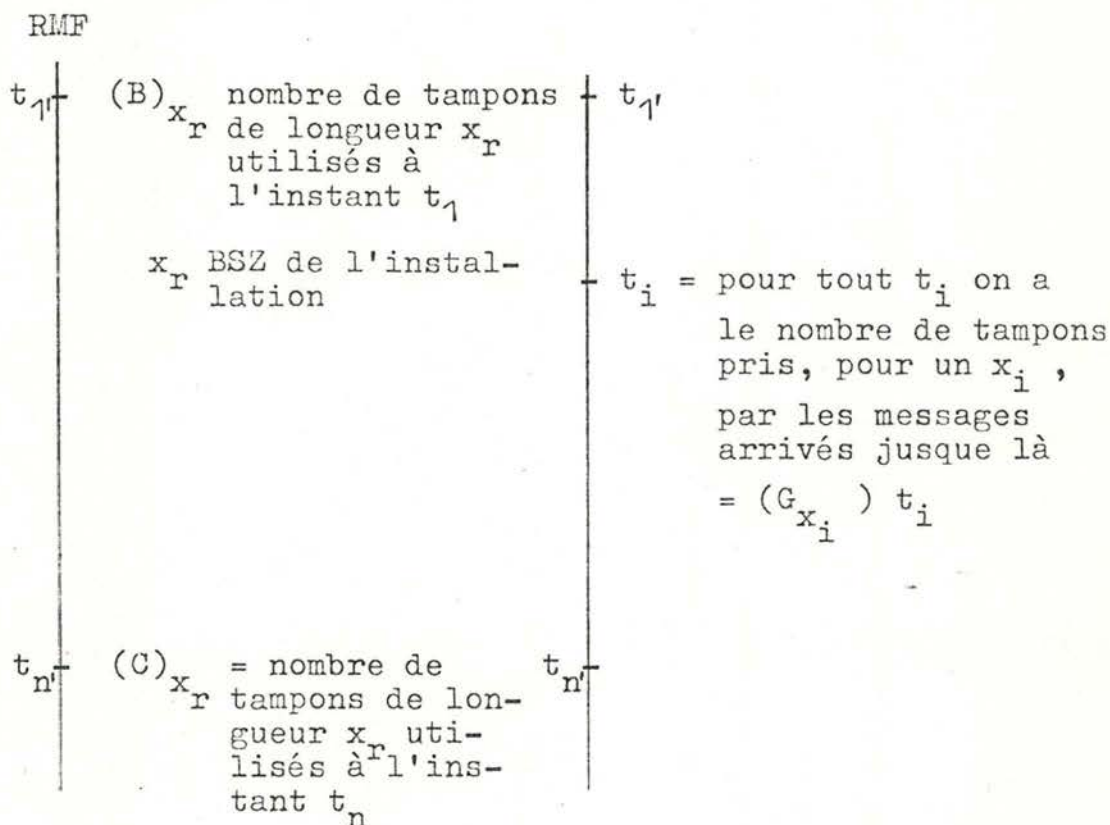 RMF
t1' (B)xr nombre de tampons
de longueur xr
utilisés à
l'instant t1
t1'
xr BSZ de l'instal-
lation
ti = pour tout ti on a
le nombre de tampons
pris, pour un xi ,
par les messages
arrivés jusque là
= (Gxi ) ti
tn' (C)xr = nombre de
tampons de lon-
gueur xr uti-
lisés à l'ins-
tant tn
tn'